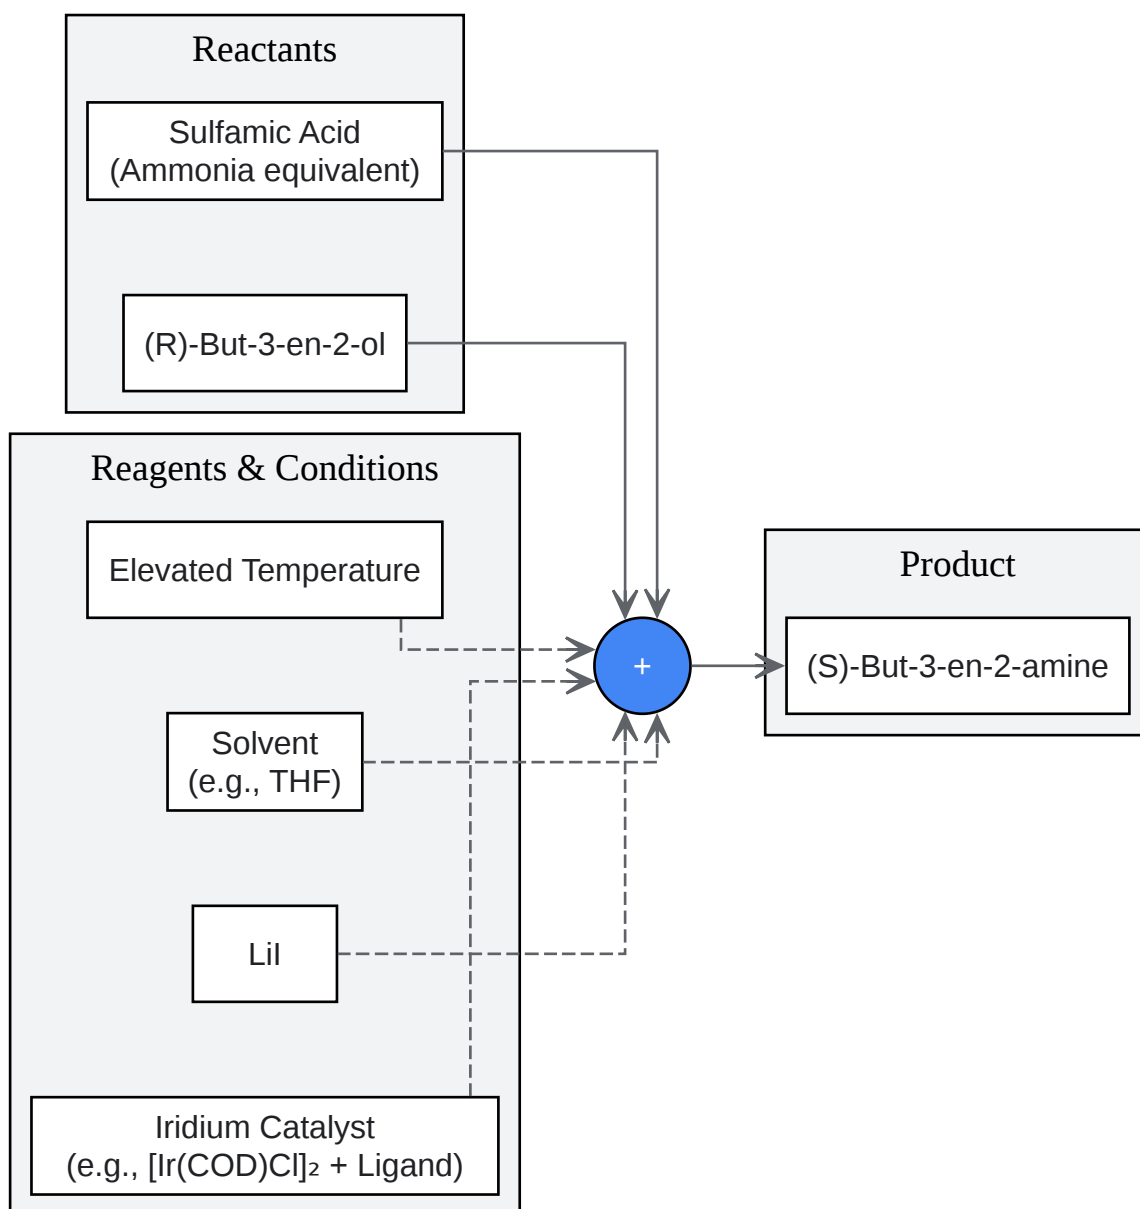 Reactants
Sulfamic Acid
(Ammonia equivalent)
(R)-But-3-en-2-ol
Reagents & Conditions
Elevated Temperature
Solvent
(e.g., THF)
LiI
Iridium Catalyst
(e.g., [Ir(COD)Cl]₂ + Ligand)
+
Product
(S)-But-3-en-2-amine